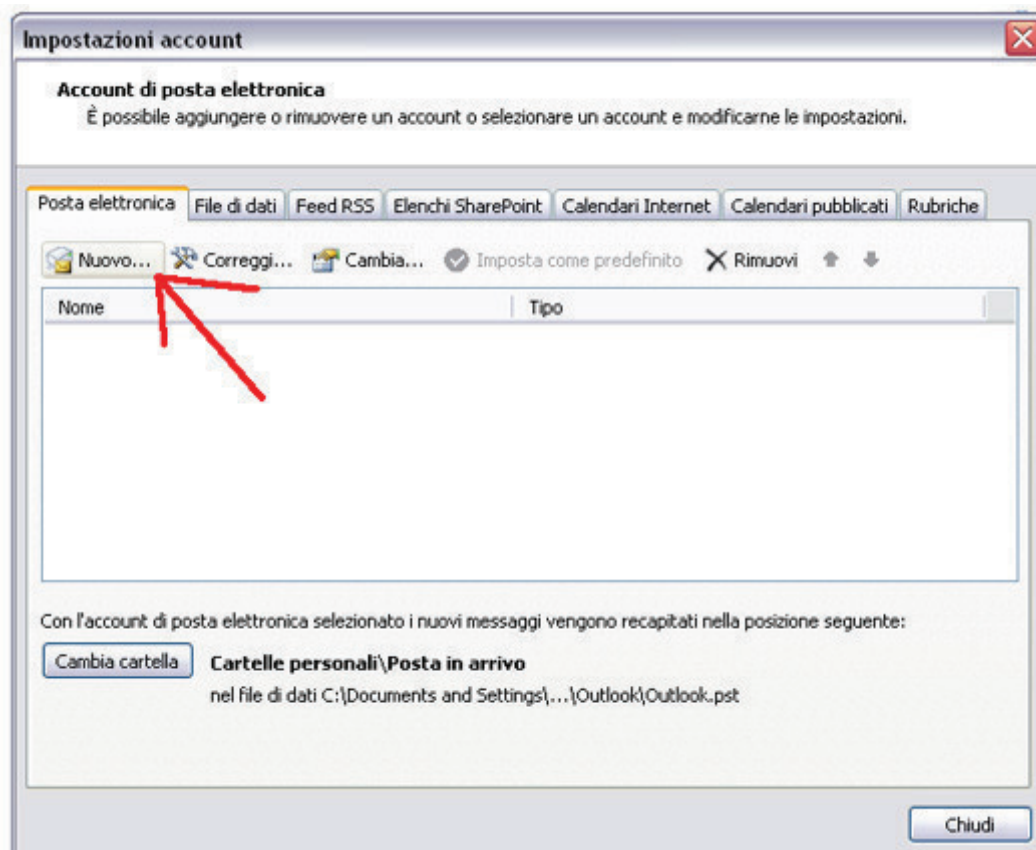 Impostazioni account
Account di posta elettronica
È possibile aggiungere o rimuovere un account o selezionare un account e modificarne le impostazioni.
Posta elettronica File di dati Feed RSS Elenchi SharePoint Calendari Internet Calendari pubblicati Rubriche
Nuovo... Correggi... Cambia... Imposta come predefinito Rimuovi
Nome Tipo
Con l'account di posta elettronica selezionato i nuovi messaggi vengono recapitati nella posizione seguente:
Cambia cartella Cartelle personali\Posta in arrivo
nel file di dati C:\Documents and Settings\...\Outlook\Outlook.pst
Chiudi